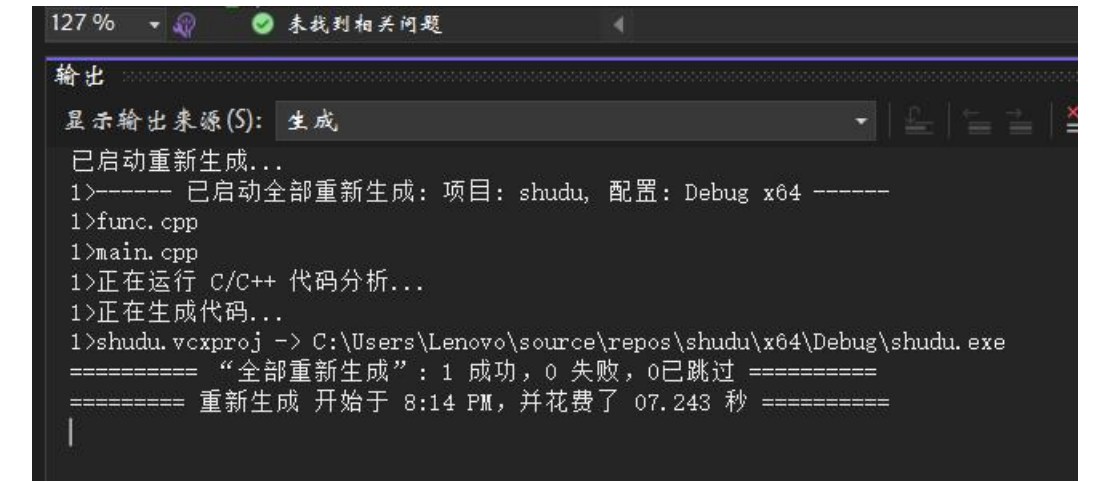 127 %
未找到相关问题
输出
显示输出来源(S): 生成
已启动重新生成...
1>------ 已启动全部重新生成: 项目: shudu, 配置: Debug x64 ------
1>func.cpp
1>main.cpp
1>正在运行 C/C++ 代码分析...
1>正在生成代码...
1>shudu.vcxproj -> C:\Users\Lenovo\source\repos\shudu\x64\Debug\shudu.exe
========== “全部重新生成”: 1 成功，0 失败，0已跳过 ==========
========= 重新生成 开始于 8:14 PM，并花费了 07.243 秒 ==========